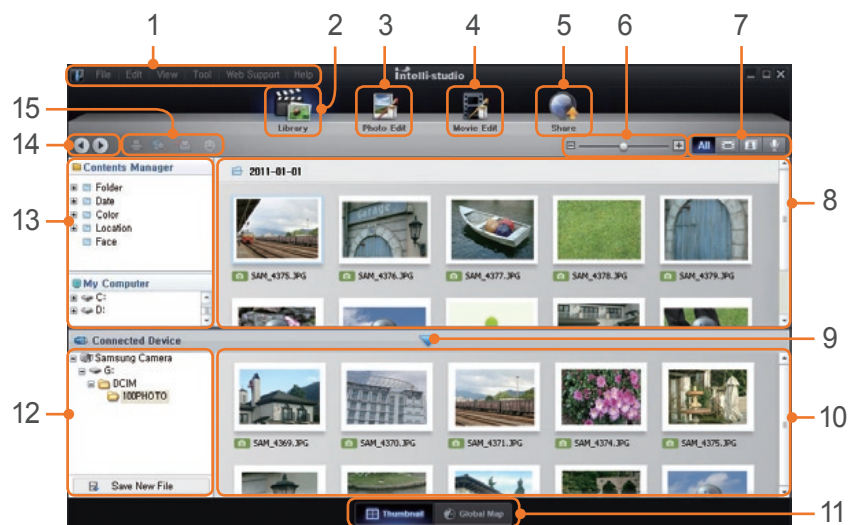 1 2 3 4 5 6 7
File Edit View Tool Web Support Help
intelli-studio
Library Photo Edit Movie Edit Share
15
14
All
Contents Manager
2011-01-01
Folder
Date
Color
Location
Face
13
8
SAM_4375.JPG SAM_4376.JPG SAM_4377.JPG SAM_4378.JPG SAM_4379.JPG
My Computer
C:
D:
Connected Device
9
Samsung Camera
G:
DCIM
100PHOTO
12
10
SAM_4369.JPG SAM_4370.JPG SAM_4371.JPG SAM_4374.JPG SAM_4375.JPG
Save New File
Thumbnail Global Map
11